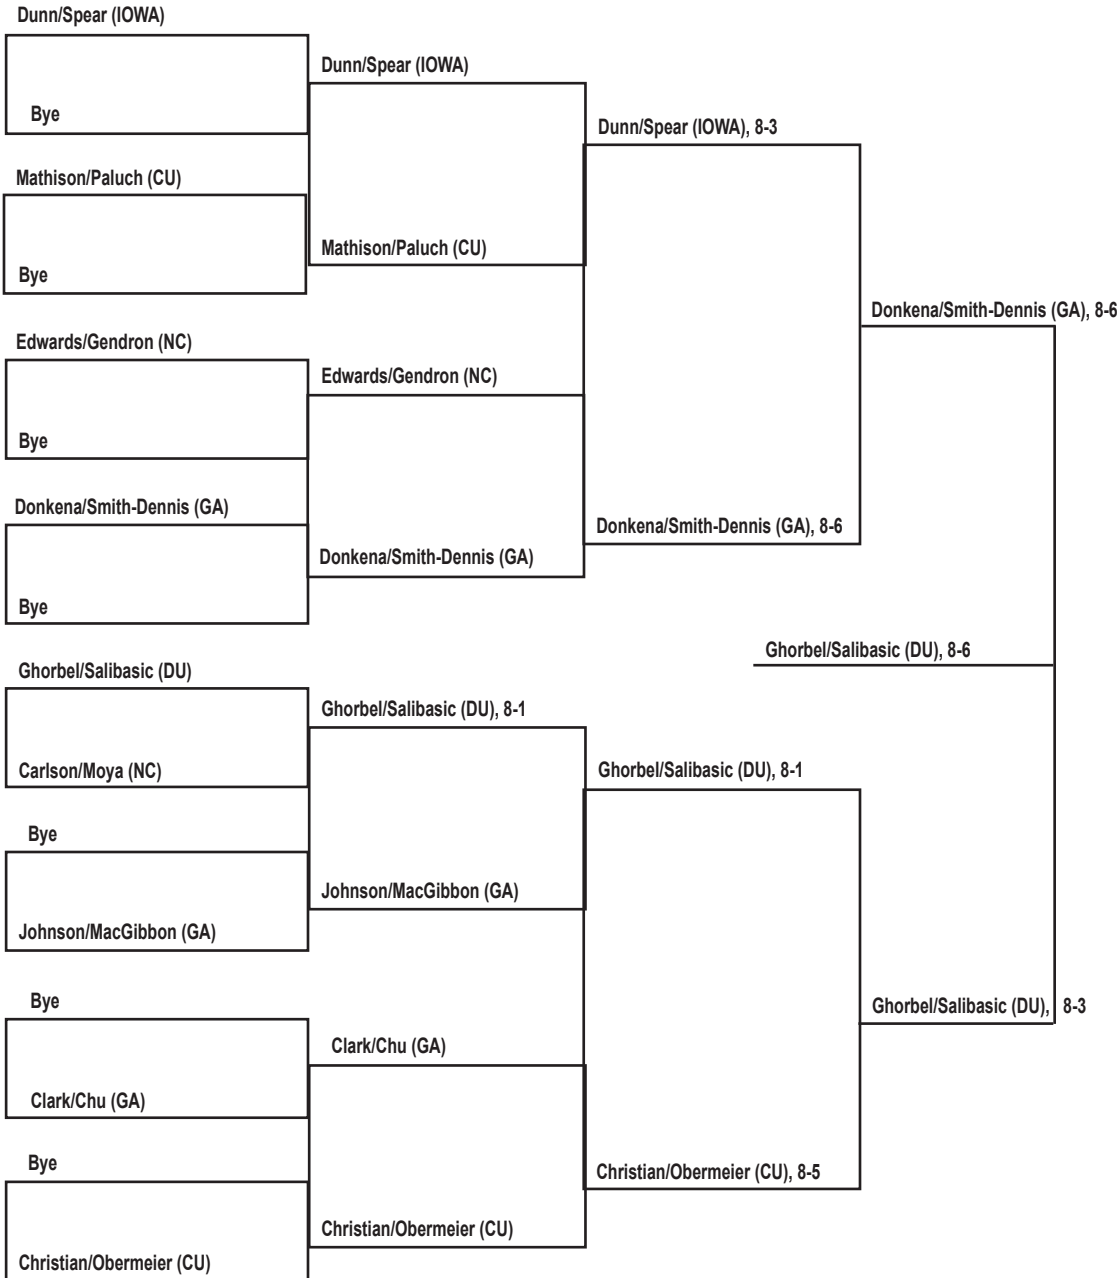 Dunn/Spear (IOWA)
Bye
Mathison/Paluch (CU)
Bye
Edwards/Gendron (NC)
Bye
Donkena/Smith-Dennis (GA)
Bye
Ghorbel/Salibasic (DU)
Carlson/Moya (NC)
Bye
Johnson/MacGibbon (GA)
Bye
Clark/Chu (GA)
Bye
Christian/Obermeier (CU)
Dunn/Spear (IOWA)
Mathison/Paluch (CU)
Edwards/Gendron (NC)
Donkena/Smith-Dennis (GA)
Ghorbel/Salibasic (DU), 8-1
Johnson/MacGibbon (GA)
Clark/Chu (GA)
Christian/Obermeier (CU)
Dunn/Spear (IOWA), 8-3
Donkena/Smith-Dennis (GA), 8-6
Ghorbel/Salibasic (DU), 8-1
Christian/Obermeier (CU), 8-5
Donkena/Smith-Dennis (GA), 8-6
Ghorbel/Salibasic (DU), 8-3
Ghorbel/Salibasic (DU), 8-6